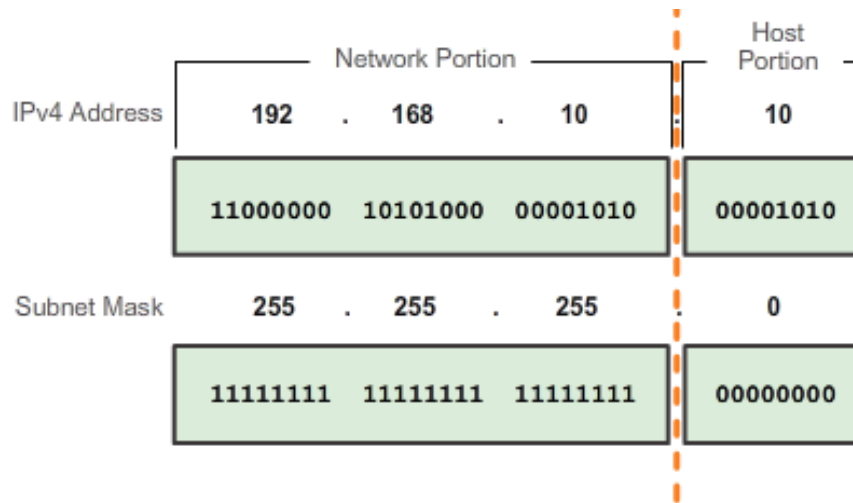 Network Portion Host Portion
IPv4 Address 192 . 168 . 10 . 10
11000000 10101000 00001010 00001010
Subnet Mask 255 . 255 . 255 . 0
11111111 11111111 11111111 00000000